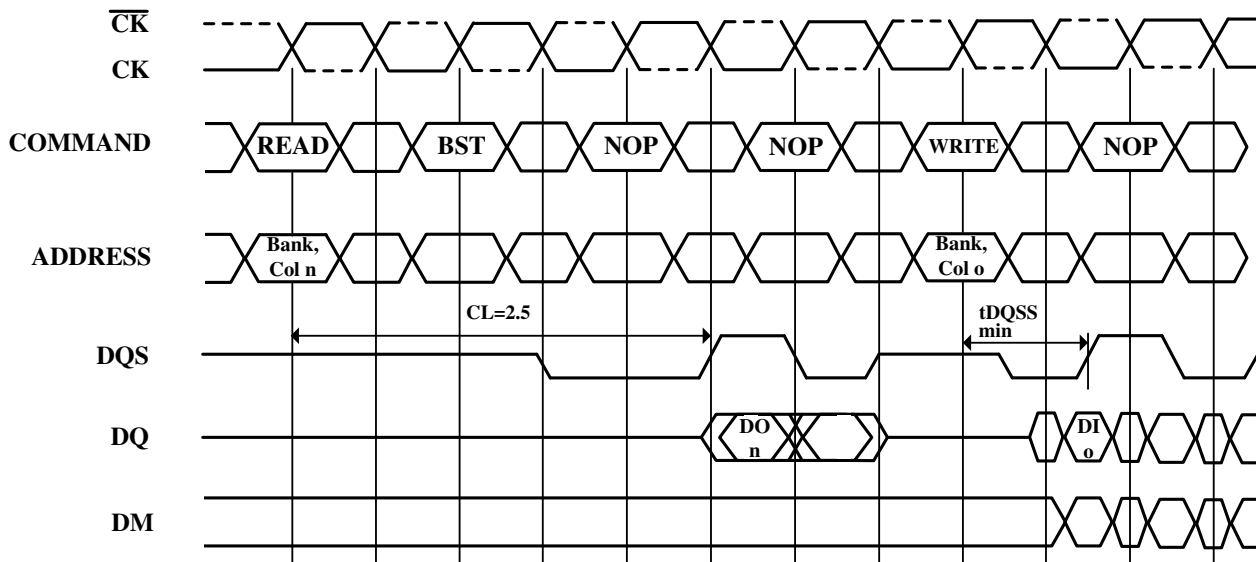 CK
CK
COMMAND
READ BST NOP NOP WRITE NOP
ADDRESS
Bank,
Col n
Bank,
Col o
CL=2.5
tDQSS
min
DQS
DQ
DO
n
DI
o
DM